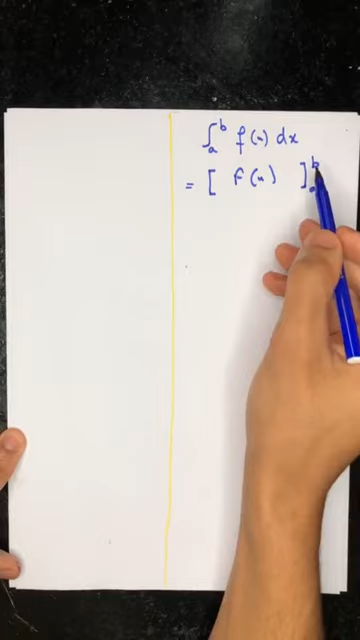 ∫ₐᵇ f(x) dx
= [ F(x) ]ₐᵇ